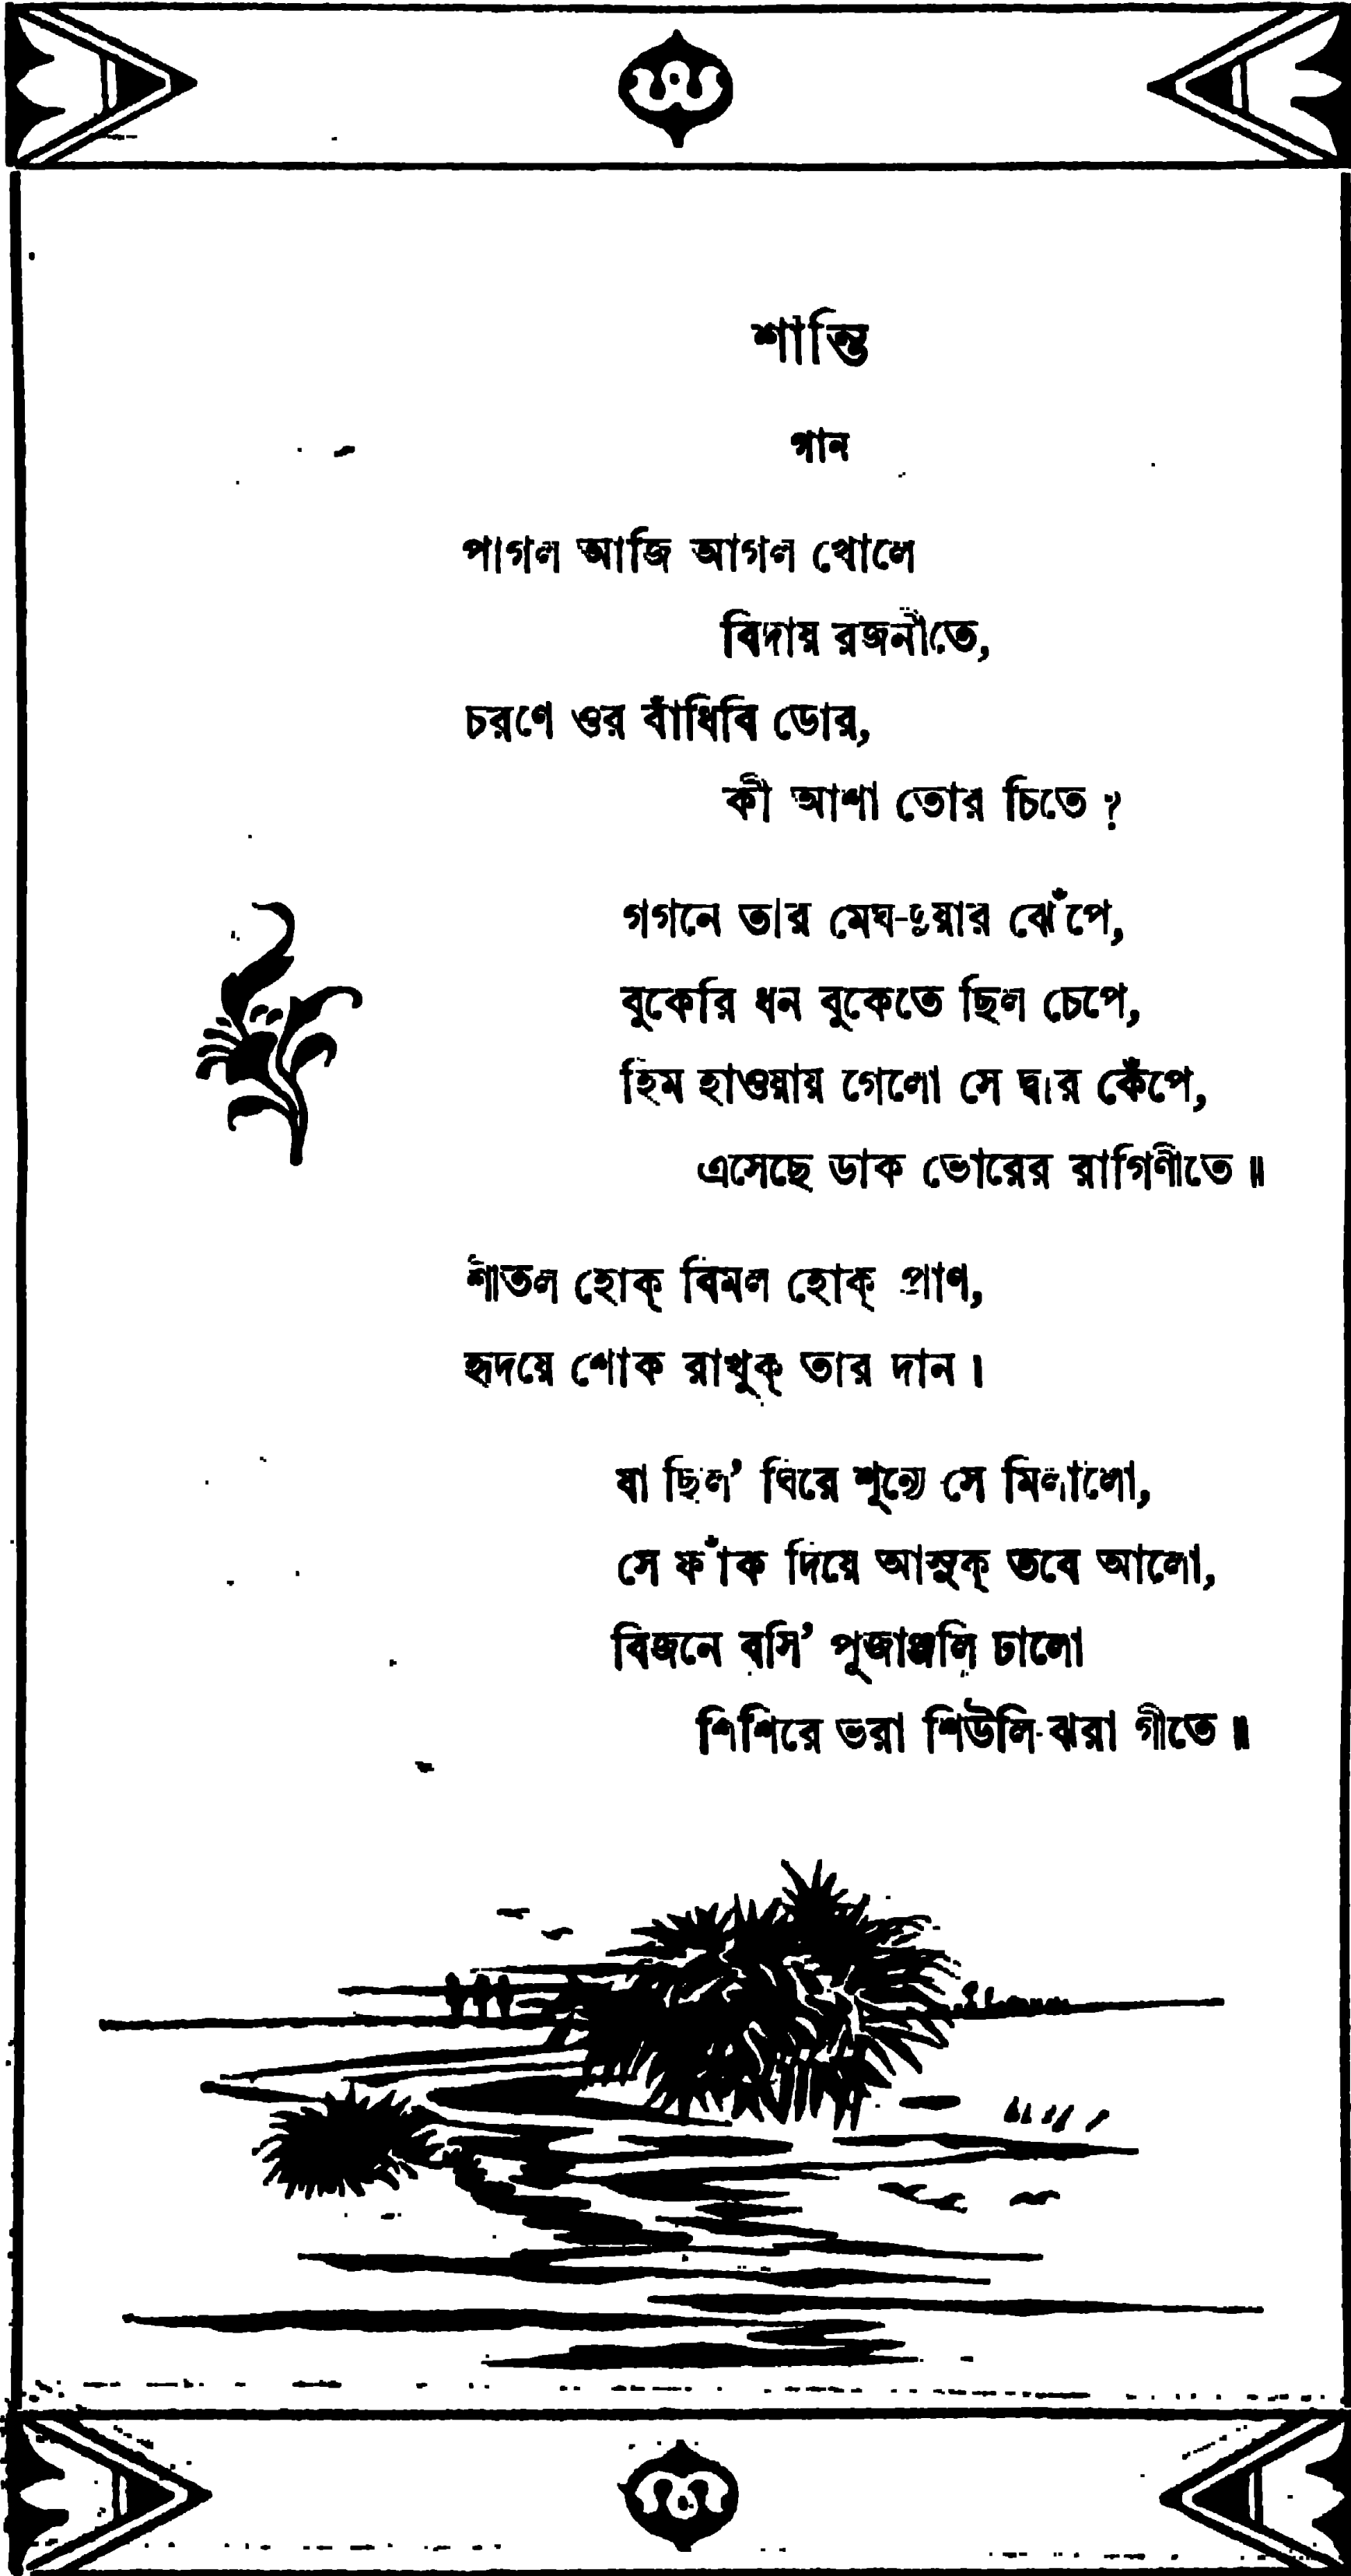 শান্তি
গান
পাগল আজি আগল খোলে
বিদায় রজনীতে,
চরণে ওর বাঁধিবি ডোর,
কী আশা তোর চিতে ?
গগনে তার মেঘ-দুয়ার ঝেঁপে,
বুকেরি ধন বুকেতে ছিল চেপে,
হিম হাওয়ায় গেলো সে দ্বার কেঁপে,
এসেছে ডাক ভোরের রাগিণীতে ॥
শীতল হোক্ বিমল হোক্ প্রাণ,
হৃদয়ে শোক রাখুক্ তার দান ।
যা ছিল’ ঘিরে শূন্যে সে মিলালো,
সে ফাঁক দিয়ে আসুক্ তবে আলো,
বিজনে বসি’ পূজাঞ্জলি ঢালো
শিশিরে ভরা শিউলি-ঝরা গীতে ॥